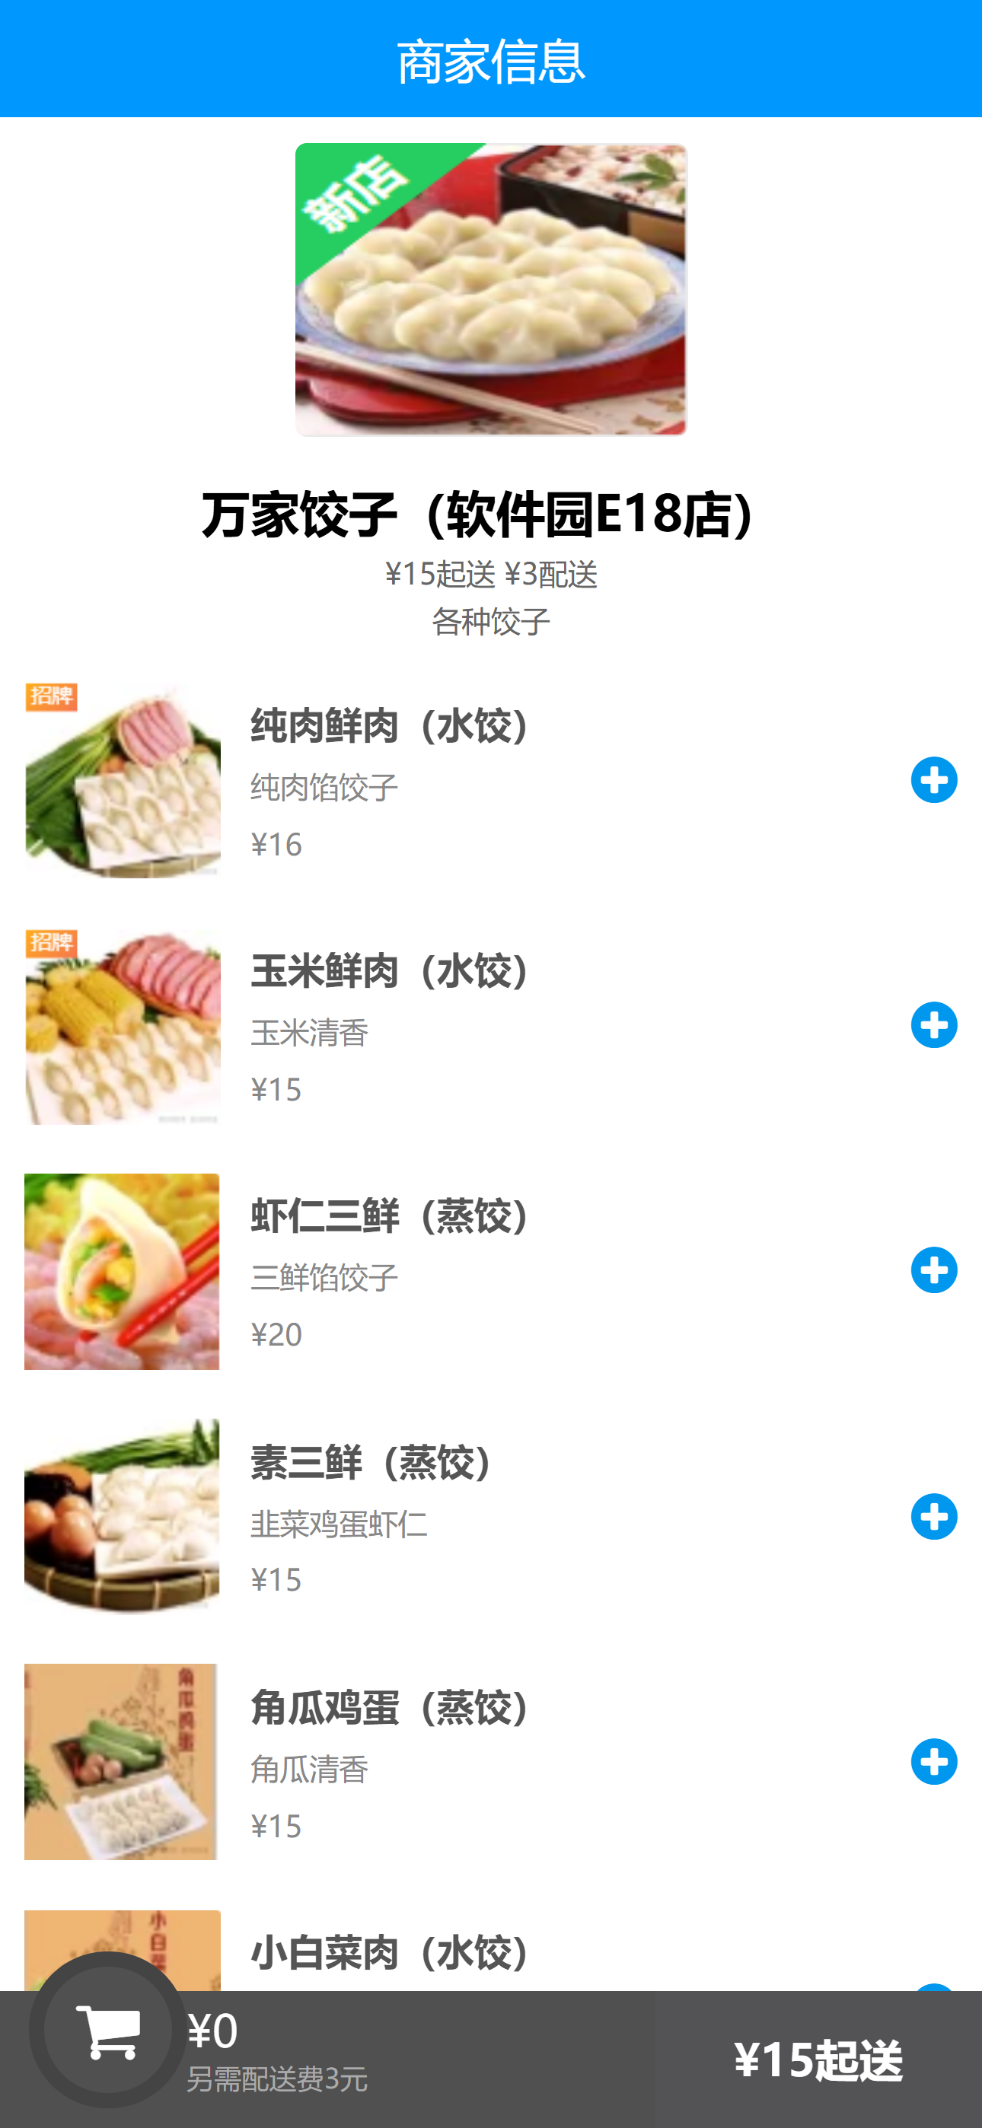 商家信息
新店
万家饺子（软件园E18店）
¥15起送 ¥3配送
各种饺子
招牌
纯肉鲜肉（水饺）
纯肉馅饺子
¥16
招牌
玉米鲜肉（水饺）
玉米清香
¥15
虾仁三鲜（蒸饺）
三鲜馅饺子
¥20
素三鲜（蒸饺）
韭菜鸡蛋虾仁
¥15
角瓜鸡蛋
角瓜鸡蛋（蒸饺）
角瓜清香
¥15
小白菜
小白菜肉（水饺）
¥0
另需配送费3元
¥15起送